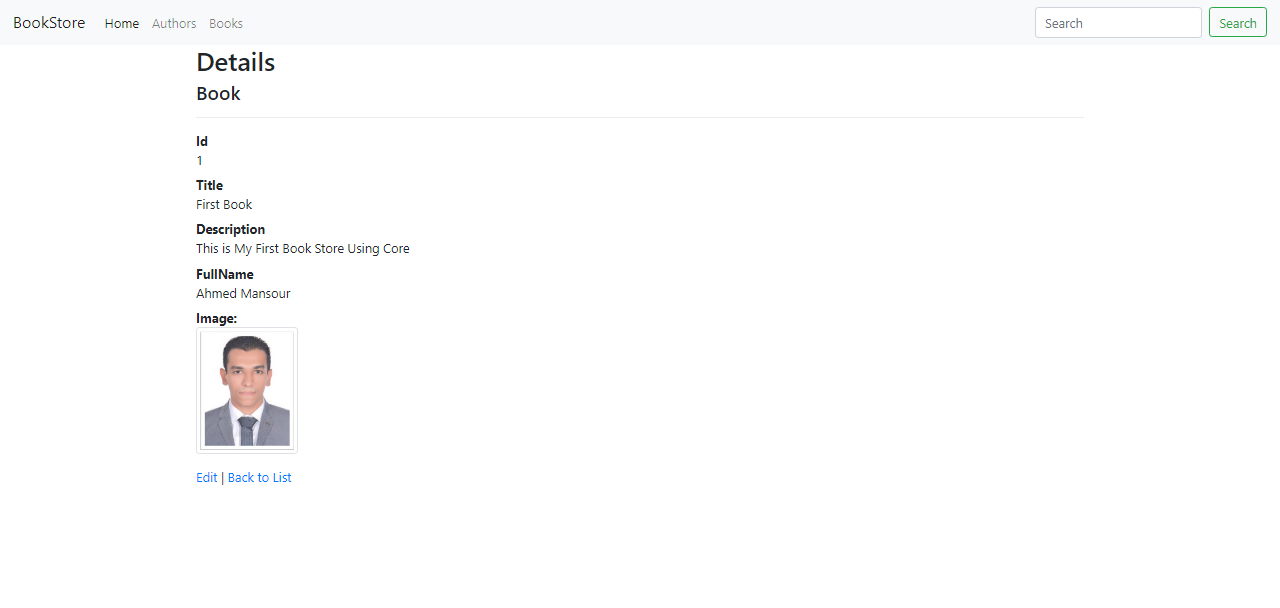 BookStore Home Authors Books Search Search
Details
Book
Id
1
Title
First Book
Description
This is My First Book Store Using Core
FullName
Ahmed Mansour
Image:
Edit | Back to List